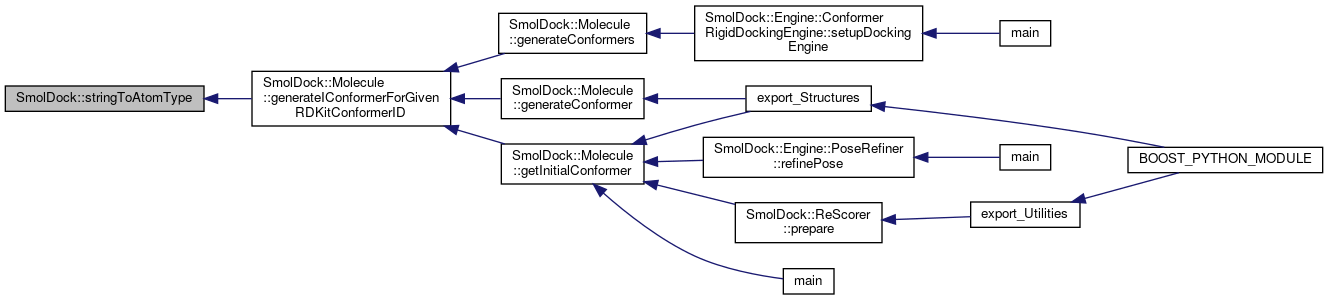 SmolDock::stringToAtomType
SmolDock::Molecule
::generateIConformerForGiven
RDKitConformerID
SmolDock::Molecule
::generateConformers
SmolDock::Engine::Conformer
RigidDockingEngine::setupDocking
Engine
main
SmolDock::Molecule
::generateConformer
export_Structures
SmolDock::Molecule
::getInitialConformer
SmolDock::Engine::PoseRefiner
::refinePose
main
SmolDock::ReScorer
::prepare
export_Utilities
BOOST_PYTHON_MODULE
main